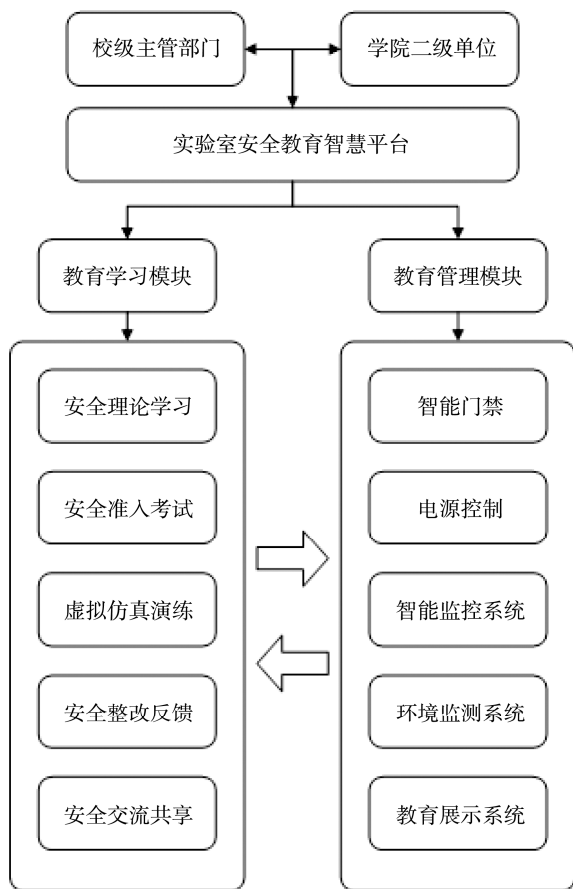 校级主管部门
学院二级单位
实验室安全教育智慧平台
教育学习模块
教育管理模块
安全理论学习
安全准入考试
虚拟仿真演练
安全整改反馈
安全交流共享
智能门禁
电源控制
智能监控系统
环境监测系统
教育展示系统